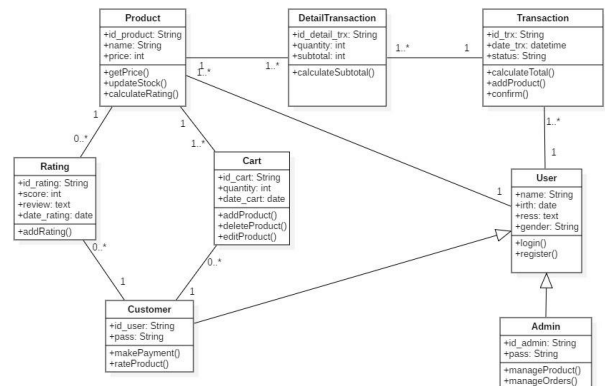 Product
+id_product: String
+name: String
+price: int
+getPrice()
+updateStock()
+calculateRating()
DetailTransaction
+id_detail_trx: String
+quantity: int
+subtotal: int
+calculateSubtotal()
Transaction
+id_trx: String
+date_trx: datetime
+status: String
+calculateTotal()
+addProduct()
+confirm()
1
1..*
1..*
1
1..*
1
0..*
1
1..*
1..*
1
1
Rating
+id_rating: String
+score: int
+review: text
+date_rating: date
+addRating()
Cart
+id_cart: String
+quantity: int
+date_cart: date
+addProduct()
+deleteProduct()
+editProduct()
User
+name: String
+irth: date
+ress: text
+gender: String
+login()
+register()
0..*
1
0..*
1
Customer
+id_user: String
+pass: String
+makePayment()
+rateProduct()
Admin
+id_admin: String
+pass: String
+manageProduct()
+manageOrders()